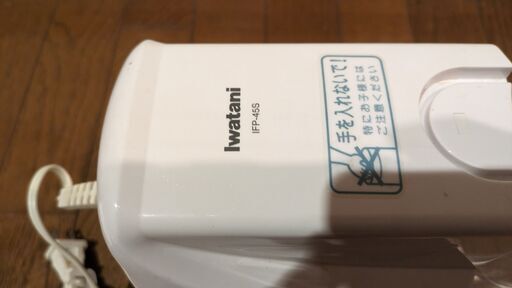 Iwatani
IFP-45S
手を入れないで!
特にお子様には
ご注意ください